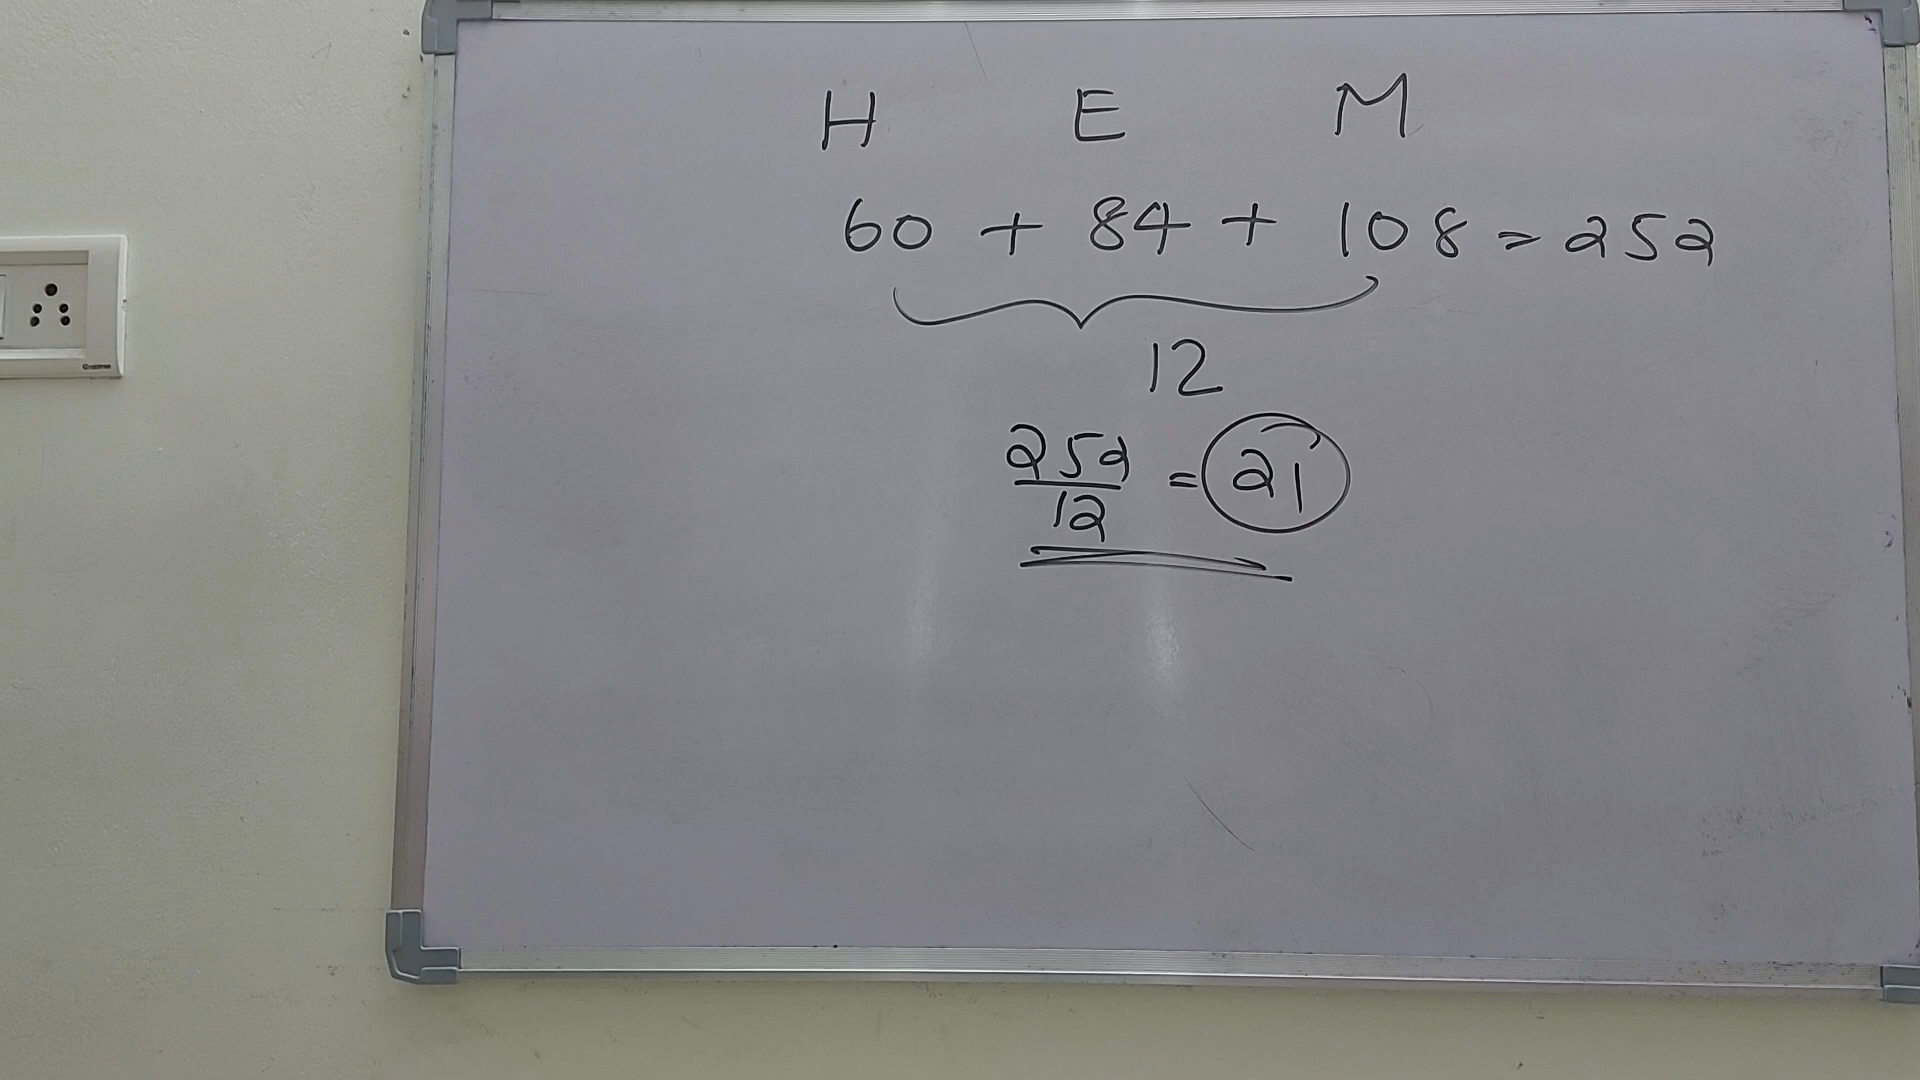 H E M
60 + 84 + 108 = 252
12
252/12 = 21